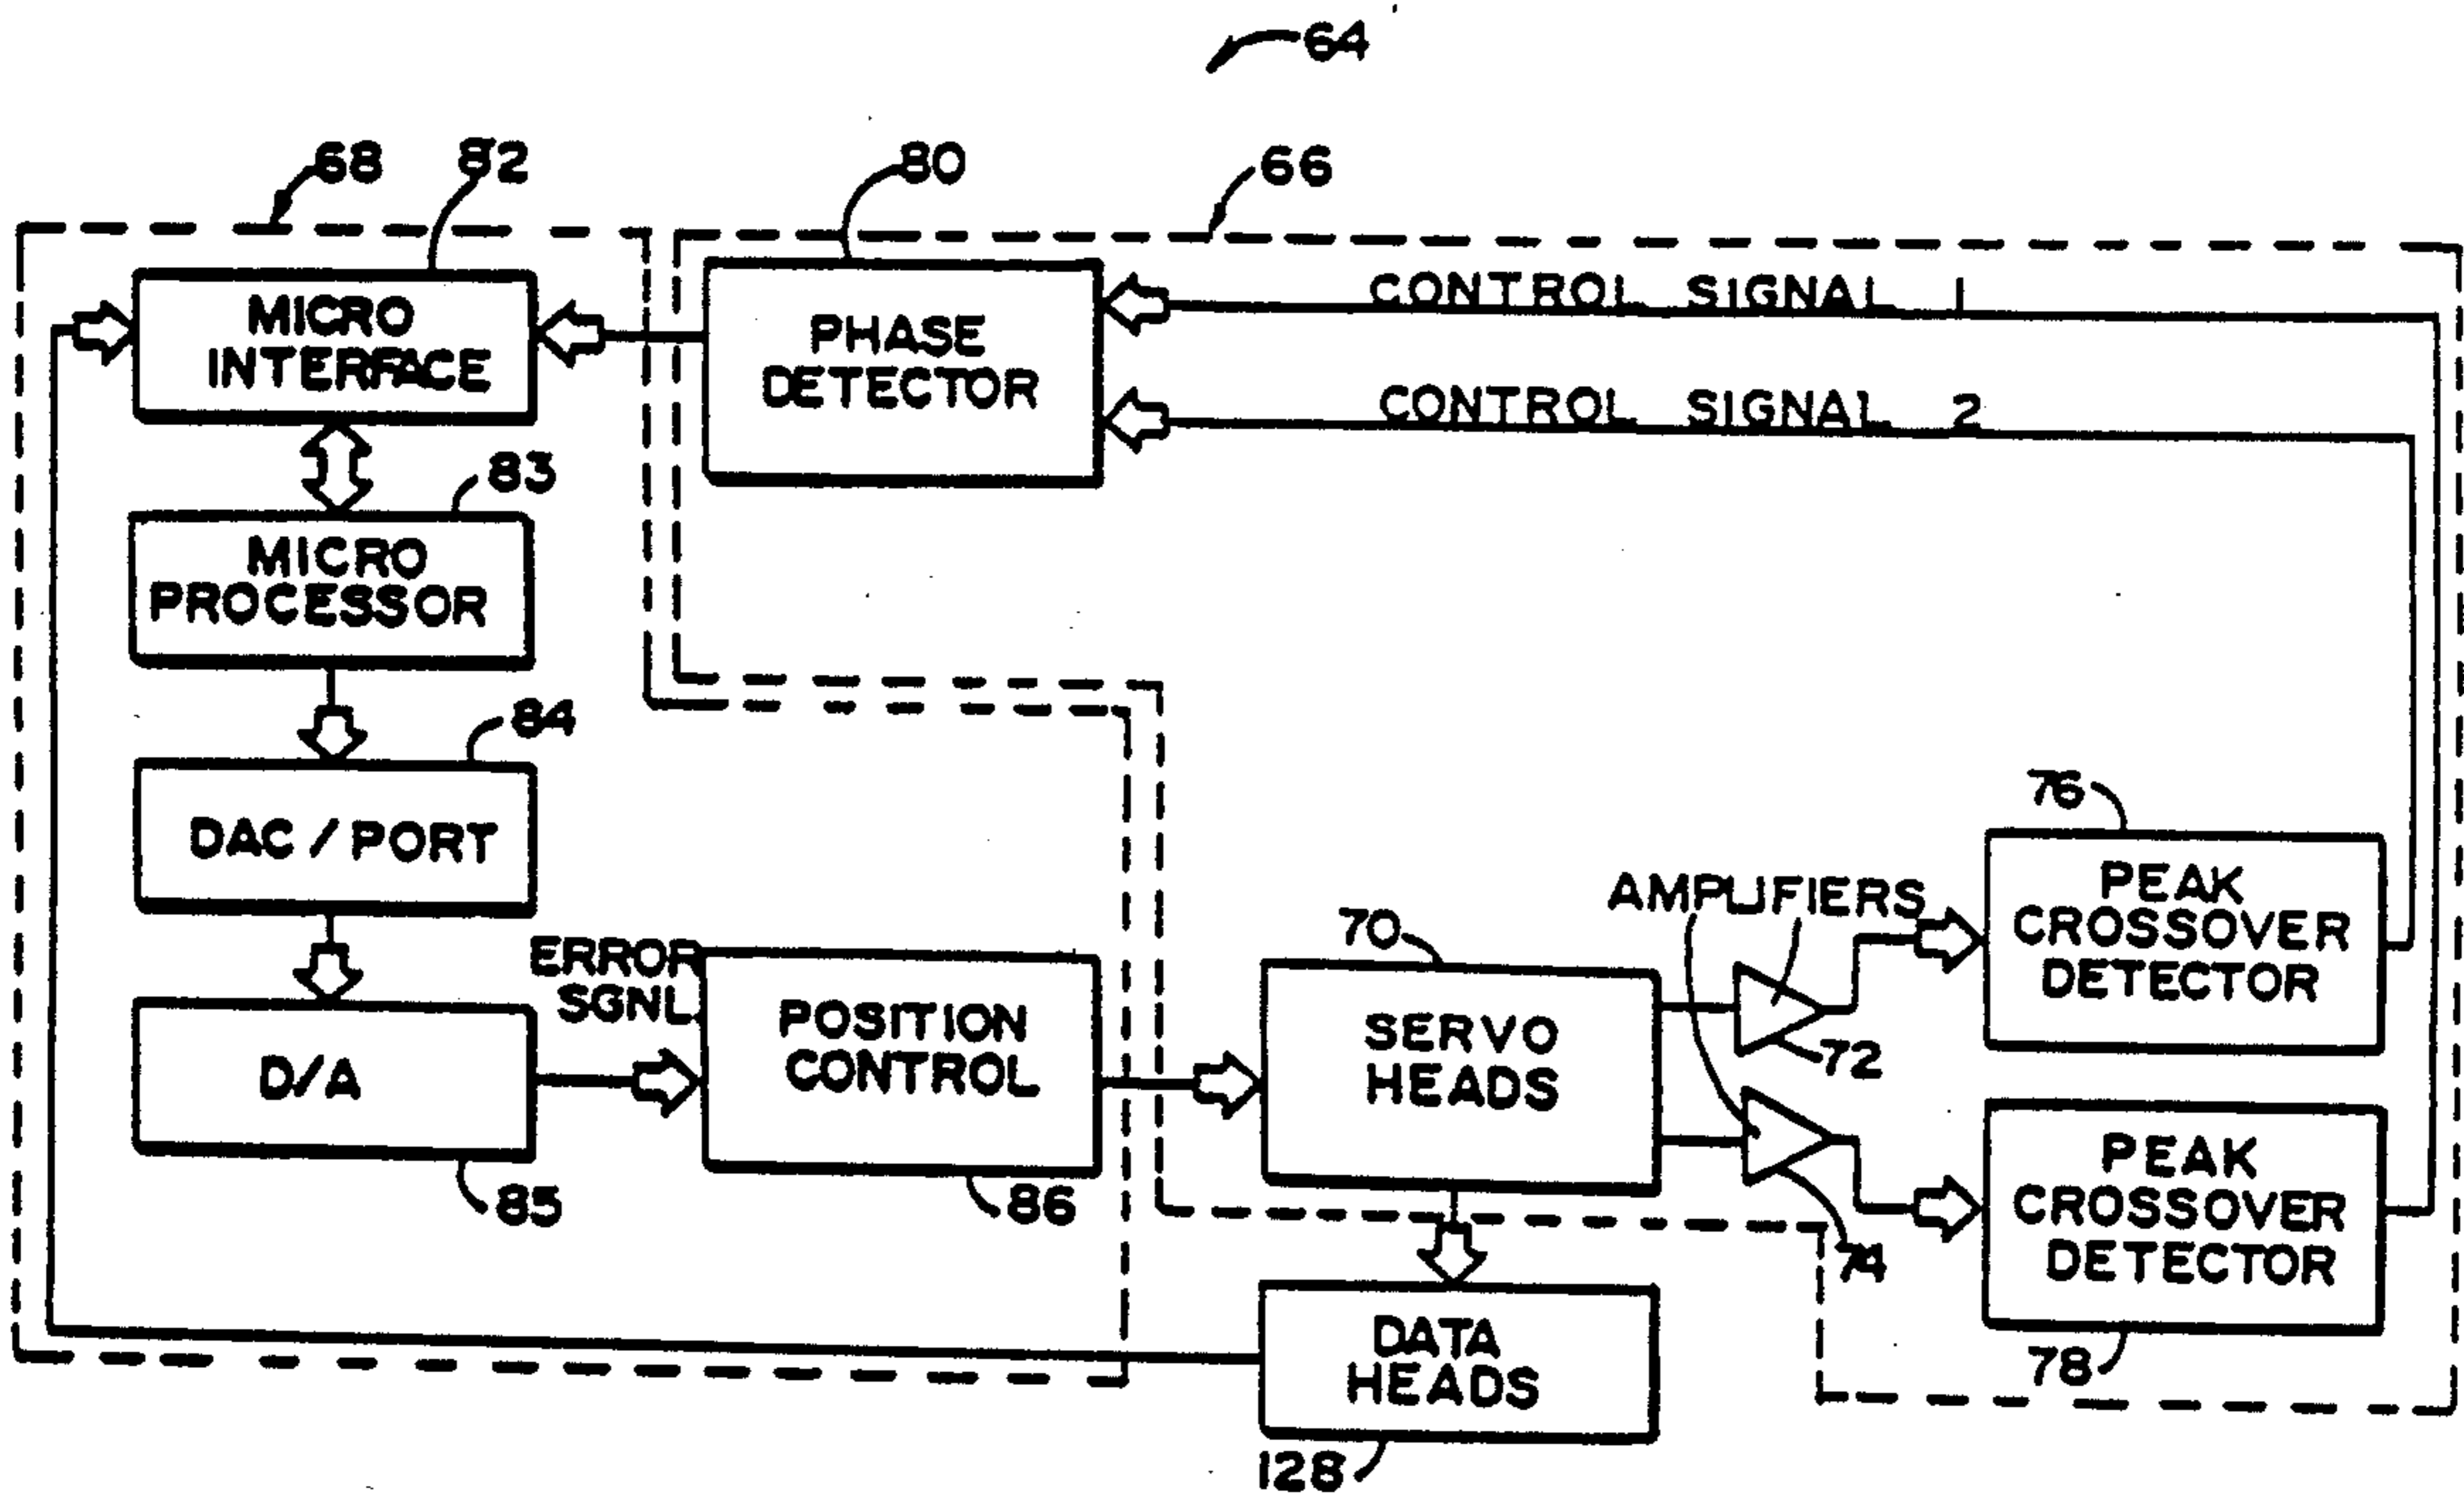 64
68
82
80
66
MICRO
INTERFACE
PHASE
DETECTOR
CONTROL SIGNAL 1
CONTROL SIGNAL 2
83
MICRO
PROCESSOR
84
DAC / PORT
ERROR
SGNL.
D/A
85
POSITION
CONTROL
86
70
SERVO
HEADS
AMPLIFIERS
72
74
76
PEAK
CROSSOVER
DETECTOR
PEAK
CROSSOVER
DETECTOR
78
DATA
HEADS
128